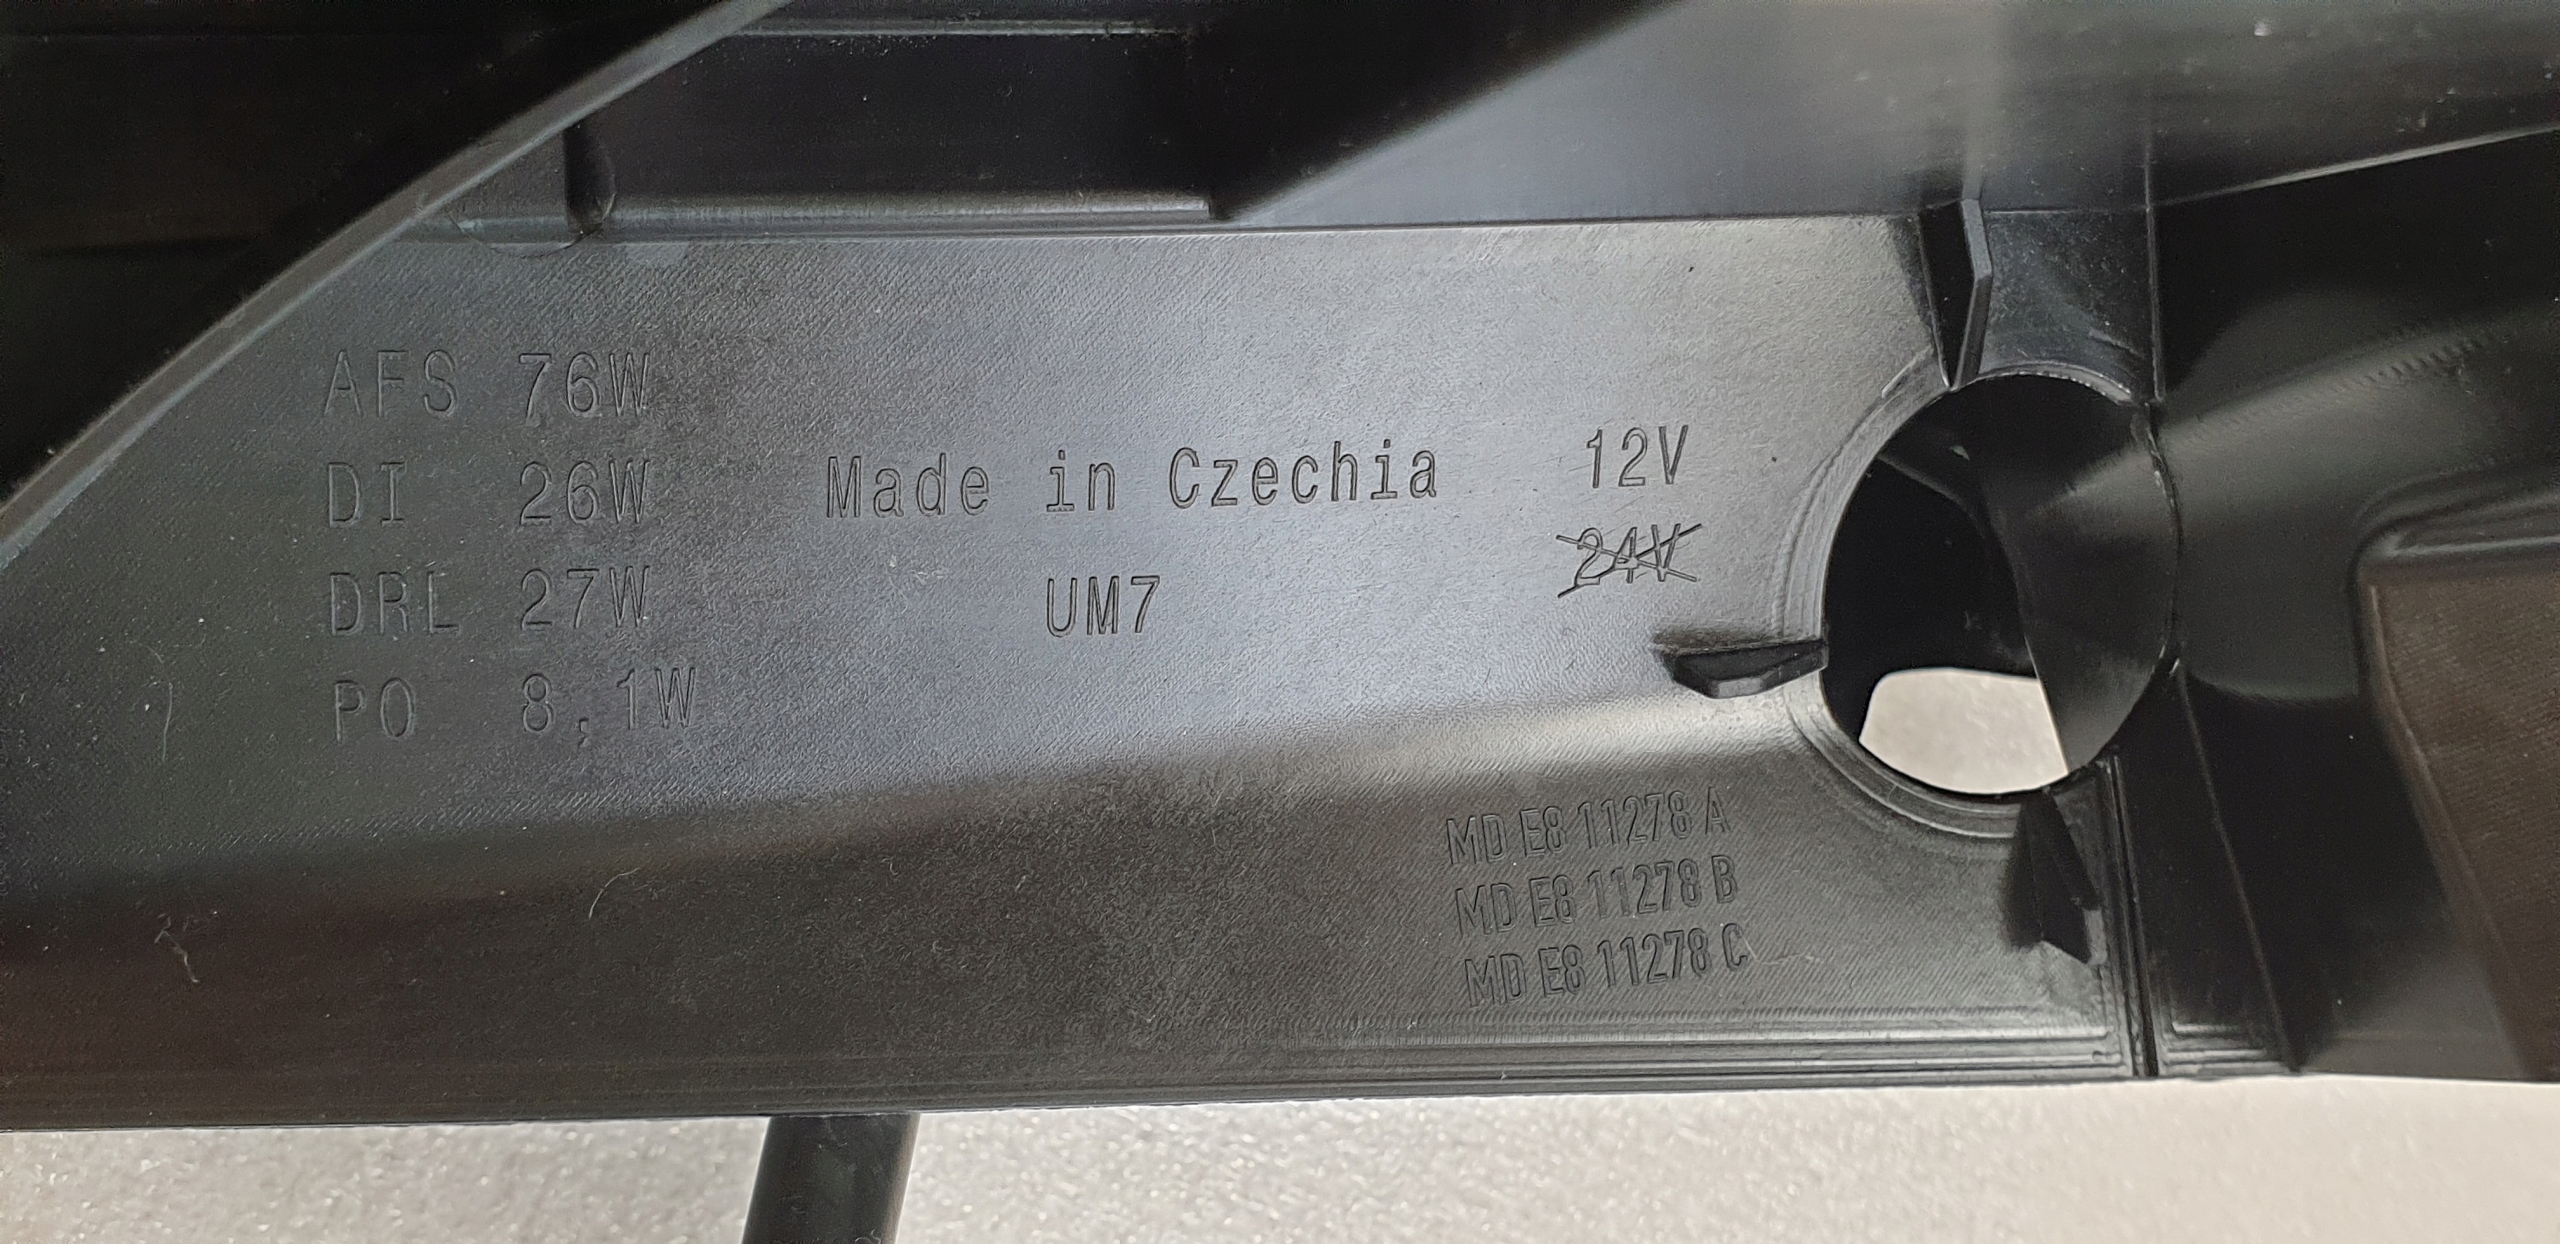 AFS 76W
DI 26W
DRL 27W
PO 8,1W
Made in Czechia
UM7
12V
24V
MD E8 11278 A
MD E8 11278 B
MD E8 11278 C